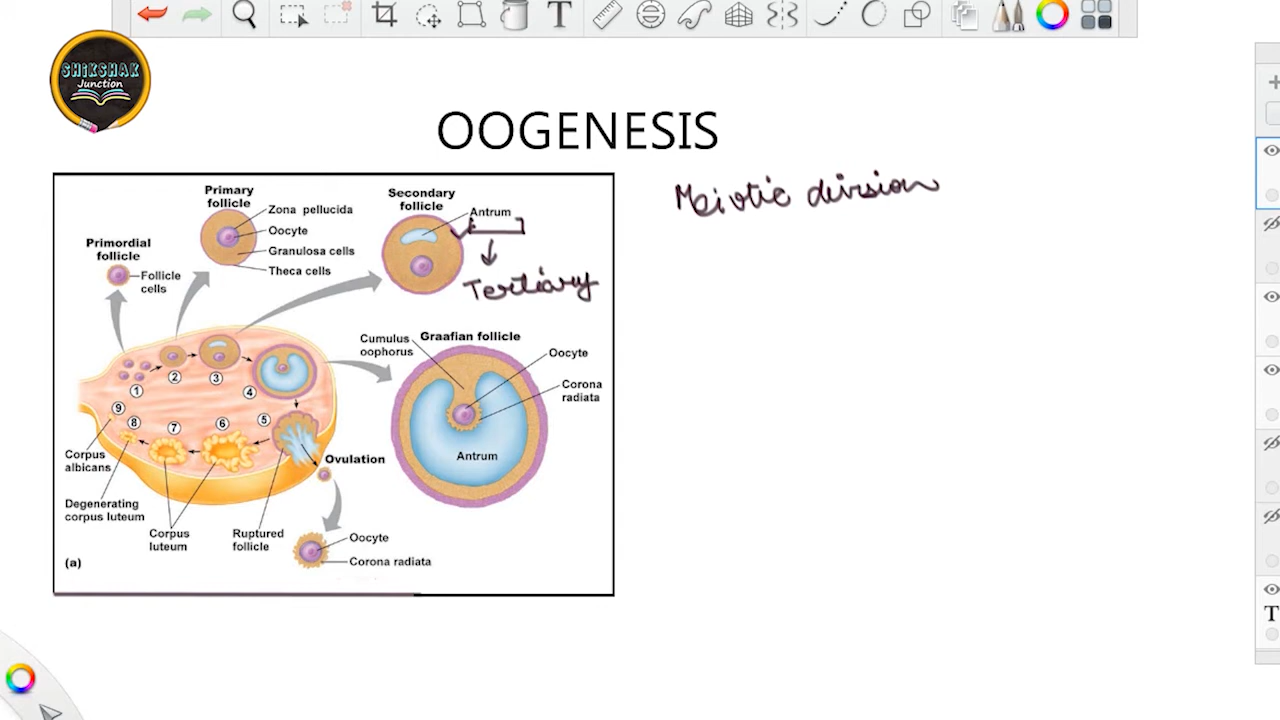 SHiKSHAK
Junction
OOGENESIS
Meiotic division
Primary
follicle
Zona pellucida
Oocyte
Granulosa cells
Theca cells
Secondary
follicle
Antrum
Tertiary
Primordial
follicle
Follicle
cells
Cumulus
oophorus
Graafian follicle
Oocyte
Corona
radiata
Antrum
1
2
3
4
5
6
7
8
9
Ovulation
Corpus
albicans
Degenerating
corpus luteum
Corpus
luteum
Ruptured
follicle
Oocyte
Corona radiata
(a)
T
T